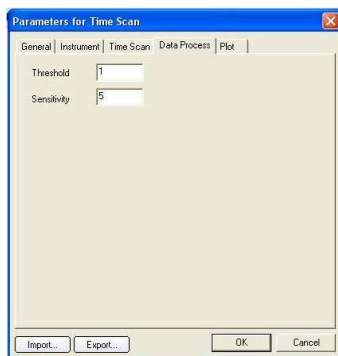 Parameters for Time Scan
General Instrument Time Scan Data Process Plot
Threshold 1
Sensitivity 5
Import... Export... OK Cancel